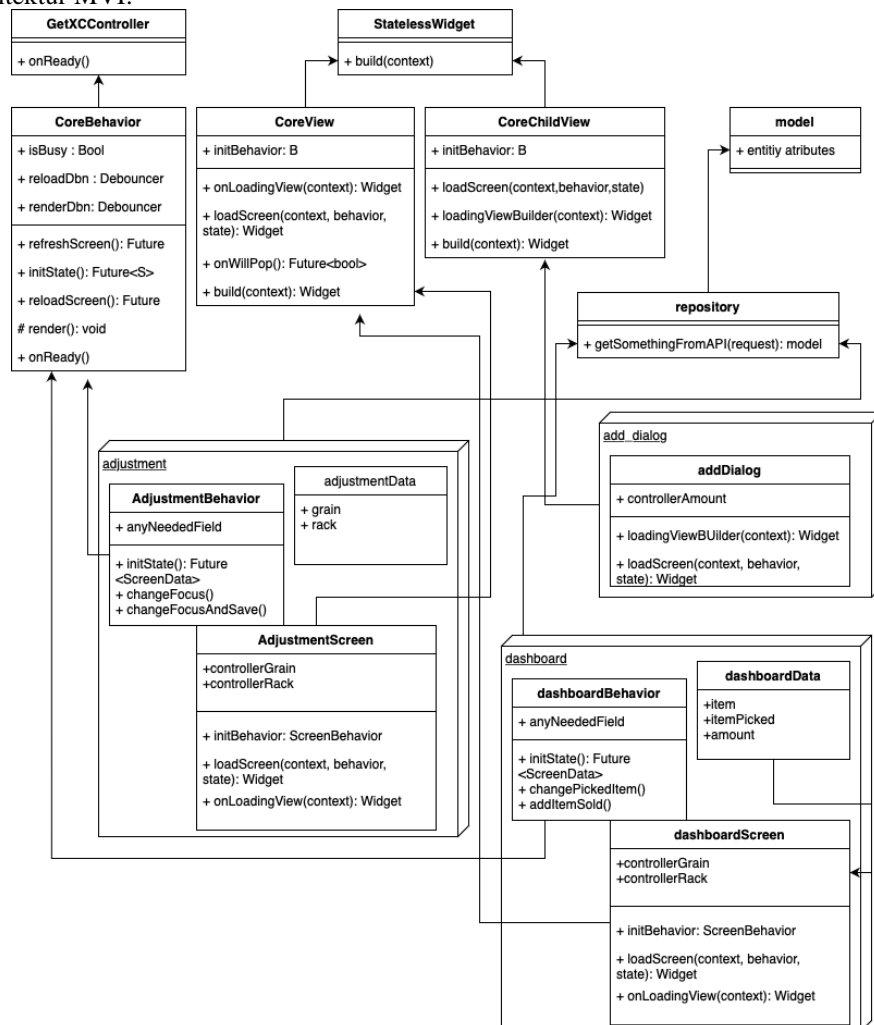 GetXCController
+ onReady()
StatelessWidget
+ build(context)
CoreBehavior
+ isBusy : Bool
+ reloadDbn : Debouncer
+ renderDbn: Debouncer
+ refreshScreen(): Future
+ initState(): Future<S>
+ reloadScreen(): Future
# render(): void
+ onReady()
CoreView
+ initBehavior: B
+ onLoadingView(context): Widget
+ loadScreen(context, behavior,
state): Widget
+ onWillPop(): Future<bool>
+ build(context): Widget
CoreChildView
+ initBehavior: B
+ loadScreen(context,behavior,state)
+ loadingViewBuilder(context): Widget
+ build(context): Widget
model
+ entitiy atributes
repository
+ getSomethingFromAPI(request): model
adjustment
AdjustmentBehavior
+ anyNeededField
+ initState(): Future
<ScreenData>
+ changeFocus()
+ changeFocusAndSave()
adjustmentData
+ grain
+ rack
AdjustmentScreen
+controllerGrain
+controllerRack
+ initBehavior: ScreenBehavior
+ loadScreen(context, behavior,
state): Widget
+ onLoadingView(context): Widget
add_dialog
addDialog
+ controllerAmount
+ loadingViewBUilder(context): Widget
+ loadScreen(context, behavior,
state): Widget
dashboard
dashboardBehavior
+ anyNeededField
+ initState(): Future
<ScreenData>
+ changePickedItem()
+ addItemSold()
dashboardData
+item
+itemPicked
+amount
dashboardScreen
+controllerGrain
+controllerRack
+ initBehavior: ScreenBehavior
+ loadScreen(context, behavior,
state): Widget
+ onLoadingView(context): Widget